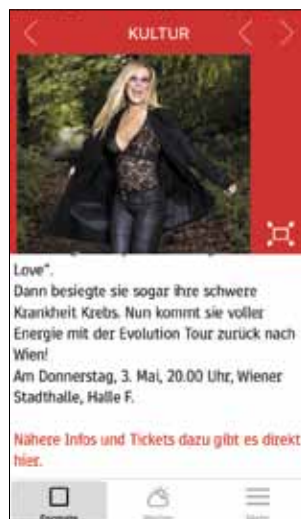 KULTUR
Love“.
Dann besiegte sie sogar ihre schwere
Krankheit Krebs. Nun kommt sie voller
Energie mit der Evolution Tour zurück nach
Wien!
Am Donnerstag, 3. Mai, 20.00 Uhr, Wiener
Stadthalle, Halle F.
Nähere Infos und Tickets dazu gibt es direkt
hier.